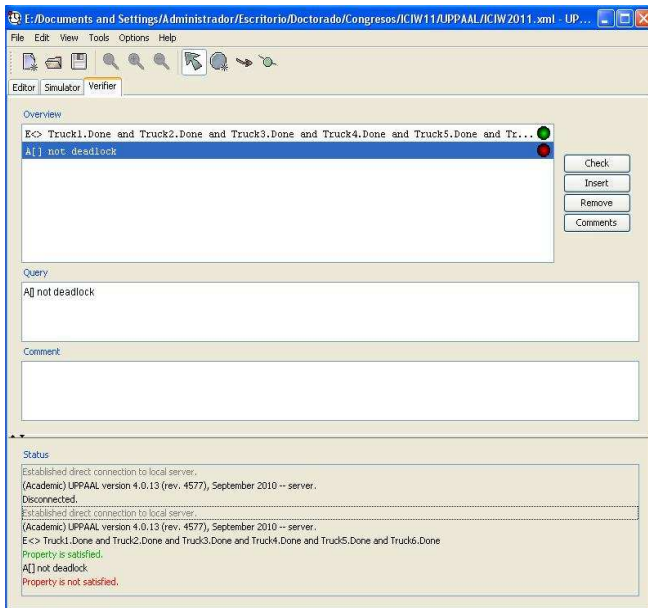 E:/Documents and Settings/Administrador/Escritorio/Doctorado/Congresos/ICIW11/UPPAAL/ICIW2011.xml - UP...
File Edit View Tools Options Help
Editor Simulator Verifier
Overview
E<> Truck1.Done and Truck2.Done and Truck3.Done and Truck4.Done and Truck5.Done and Tr...
A[] not deadlock
Check
Insert
Remove
Comments
Query
A[] not deadlock
Comment
Status
Established direct connection to local server.
(Academic) UPPAAL version 4.0.13 (rev. 4577), September 2010 -- server.
Disconnected.
Established direct connection to local server.
(Academic) UPPAAL version 4.0.13 (rev. 4577), September 2010 -- server.
E<> Truck1.Done and Truck2.Done and Truck3.Done and Truck4.Done and Truck5.Done and Truck6.Done
Property is satisfied.
A[] not deadlock
Property is not satisfied.